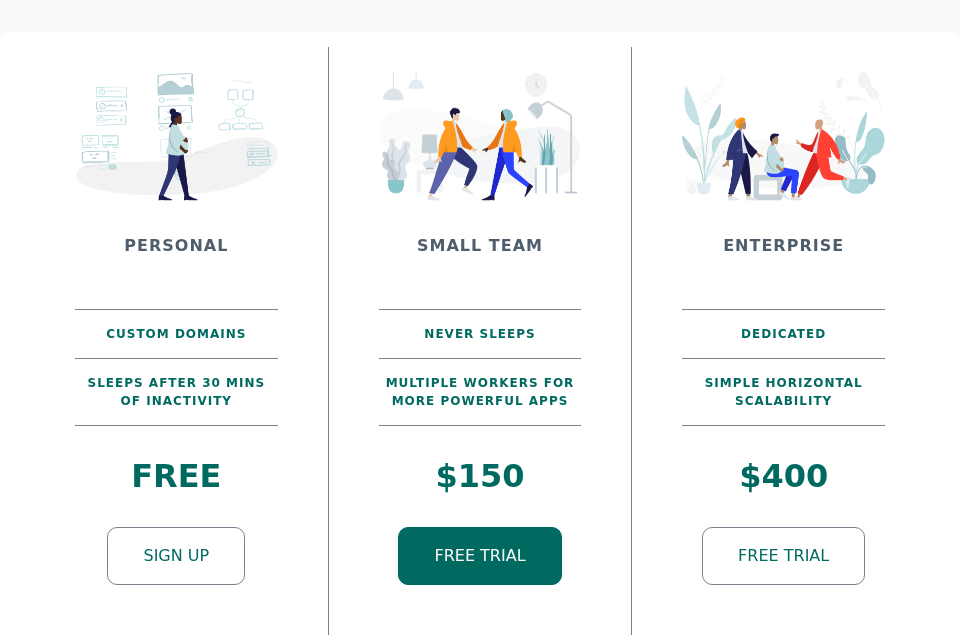 PERSONAL
CUSTOM DOMAINS
SLEEPS AFTER 30 MINS
OF INACTIVITY
FREE
SIGN UP
SMALL TEAM
NEVER SLEEPS
MULTIPLE WORKERS FOR
MORE POWERFUL APPS
$150
FREE TRIAL
ENTERPRISE
DEDICATED
SIMPLE HORIZONTAL
SCALABILITY
$400
FREE TRIAL